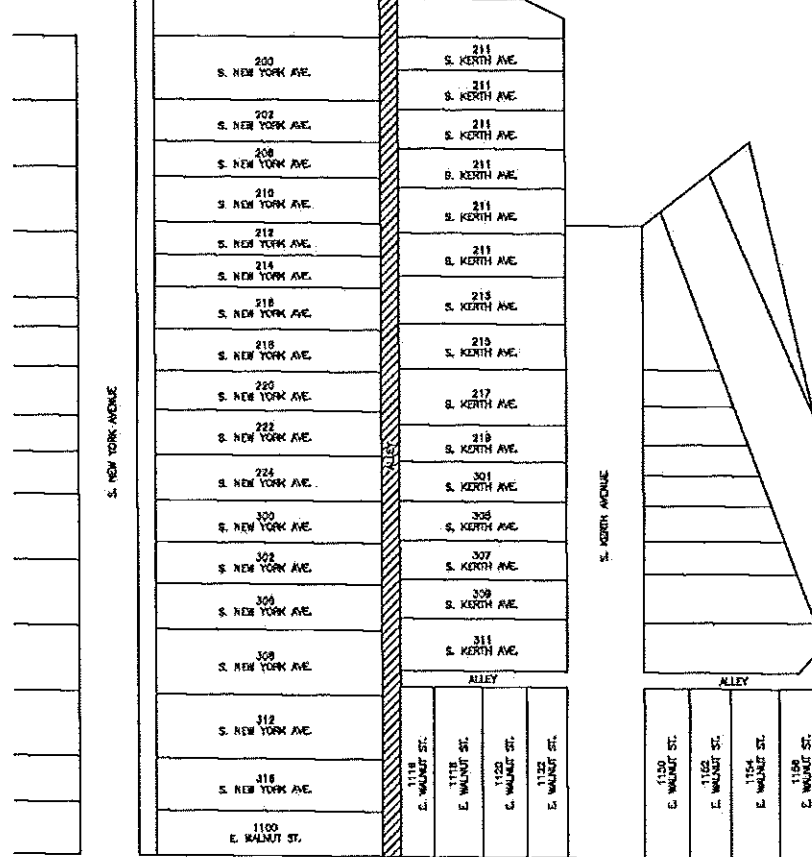 200
S. NEW YORK AVE.
202
S. NEW YORK AVE.
208
S. NEW YORK AVE.
210
S. NEW YORK AVE.
212
S. NEW YORK AVE.
214
S. NEW YORK AVE.
216
S. NEW YORK AVE.
218
S. NEW YORK AVE.
220
S. NEW YORK AVE.
222
S. NEW YORK AVE.
224
S. NEW YORK AVE.
300
S. NEW YORK AVE.
302
S. NEW YORK AVE.
306
S. NEW YORK AVE.
308
S. NEW YORK AVE.
312
S. NEW YORK AVE.
316
S. NEW YORK AVE.
1100
E. WALNUT ST.
S. NEW YORK AVENUE
ALLEY
211
S. KERTH AVE.
211
S. KERTH AVE.
211
S. KERTH AVE.
211
S. KERTH AVE.
211
S. KERTH AVE.
211
S. KERTH AVE.
213
S. KERTH AVE.
215
S. KERTH AVE.
217
S. KERTH AVE.
219
S. KERTH AVE.
301
S. KERTH AVE.
305
S. KERTH AVE.
307
S. KERTH AVE.
309
S. KERTH AVE.
311
S. KERTH AVE.
ALLEY
1116
E. WALNUT ST.
1118
E. WALNUT ST.
1120
E. WALNUT ST.
1122
E. WALNUT ST.
S. KERTH AVENUE
ALLEY
1150
E. WALNUT ST.
1152
E. WALNUT ST.
1154
E. WALNUT ST.
1156
E. WALNUT ST.